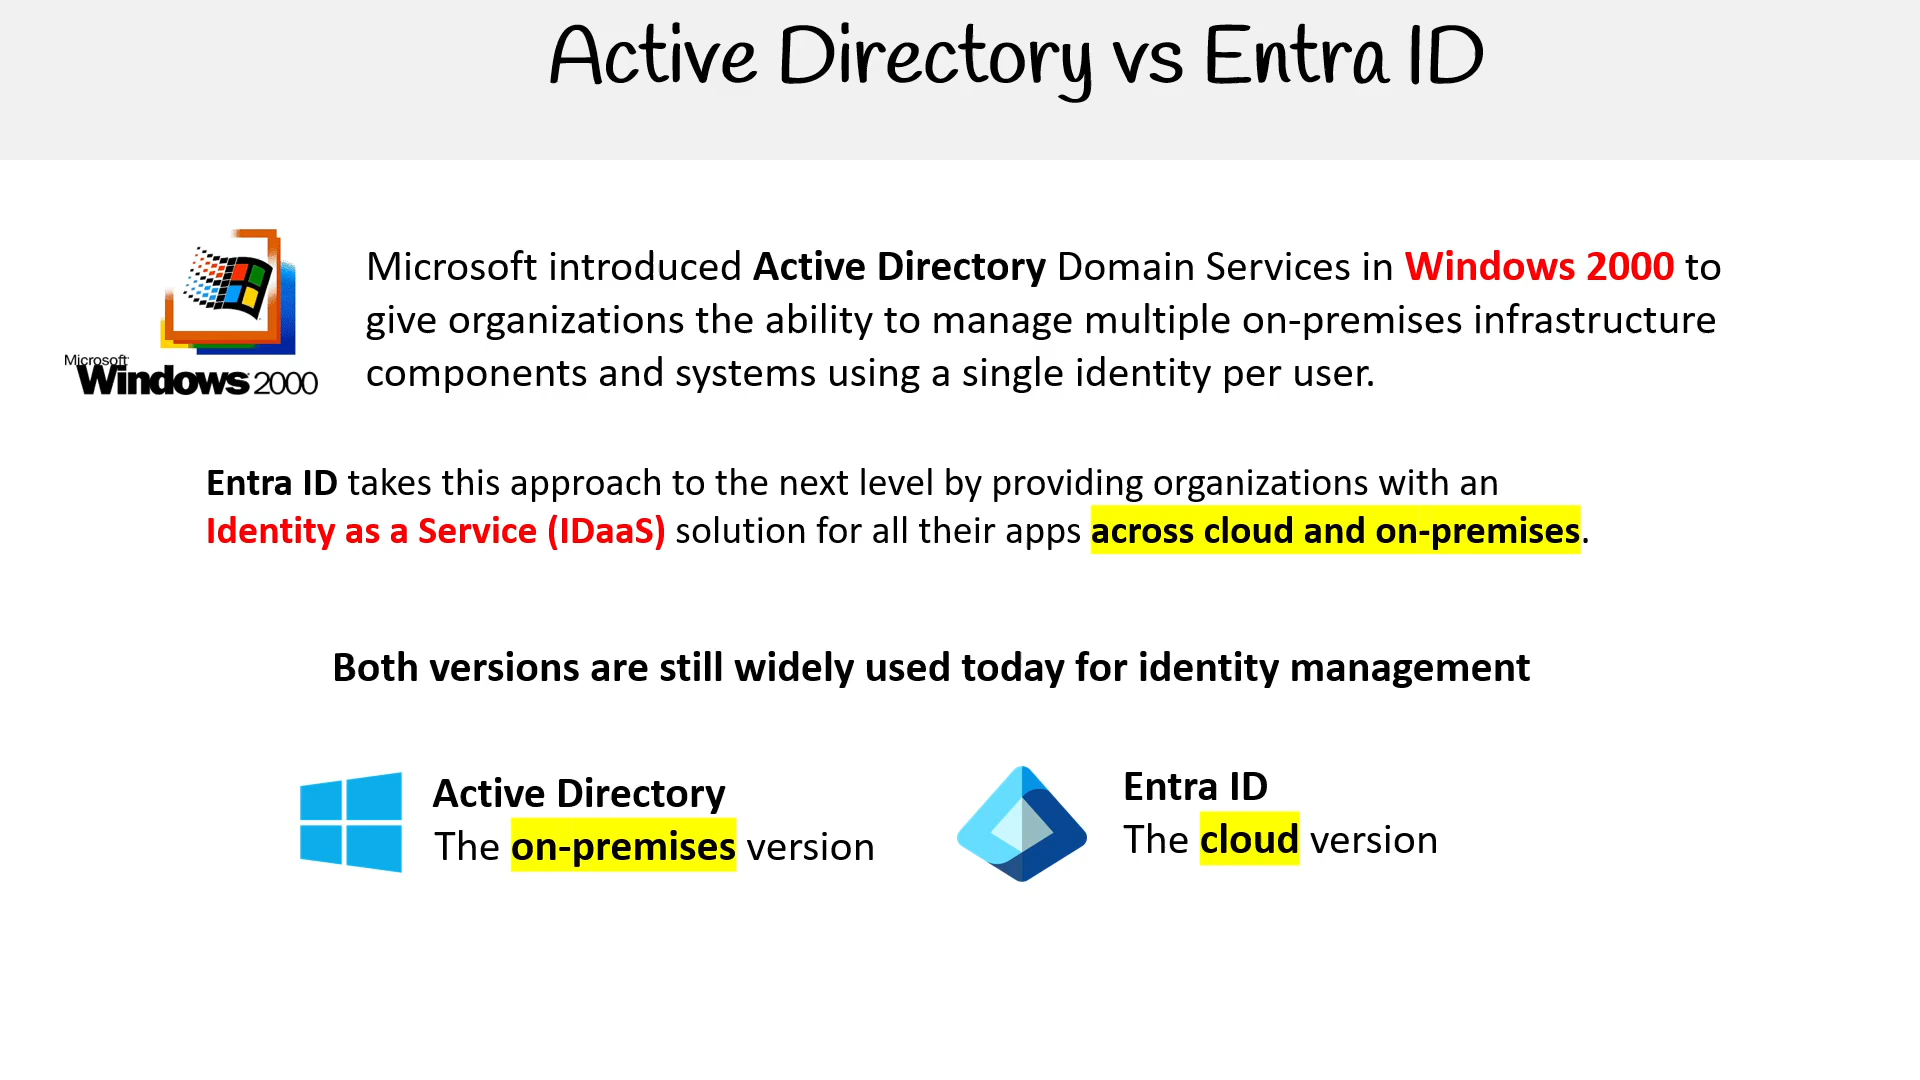 Active Directory vs Entra ID
Microsoft
Windows 2000
Microsoft introduced Active Directory Domain Services in Windows 2000 to
give organizations the ability to manage multiple on-premises infrastructure
components and systems using a single identity per user.
Entra ID takes this approach to the next level by providing organizations with an
Identity as a Service (IDaaS) solution for all their apps across cloud and on-premises.
Both versions are still widely used today for identity management
Active Directory
The on-premises version
Entra ID
The cloud version